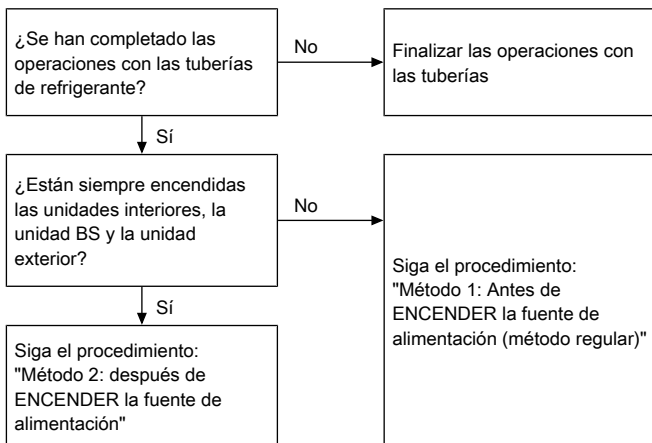 ¿Se han completado las
operaciones con las tuberías
de refrigerante?
No
Finalizar las operaciones con
las tuberías
Sí
¿Están siempre encendidas
las unidades interiores, la
unidad BS y la unidad
exterior?
No
Siga el procedimiento:
"Método 1: Antes de
ENCENDER la fuente de
alimentación (método regular)"
Sí
Siga el procedimiento:
"Método 2: después de
ENCENDER la fuente de
alimentación"